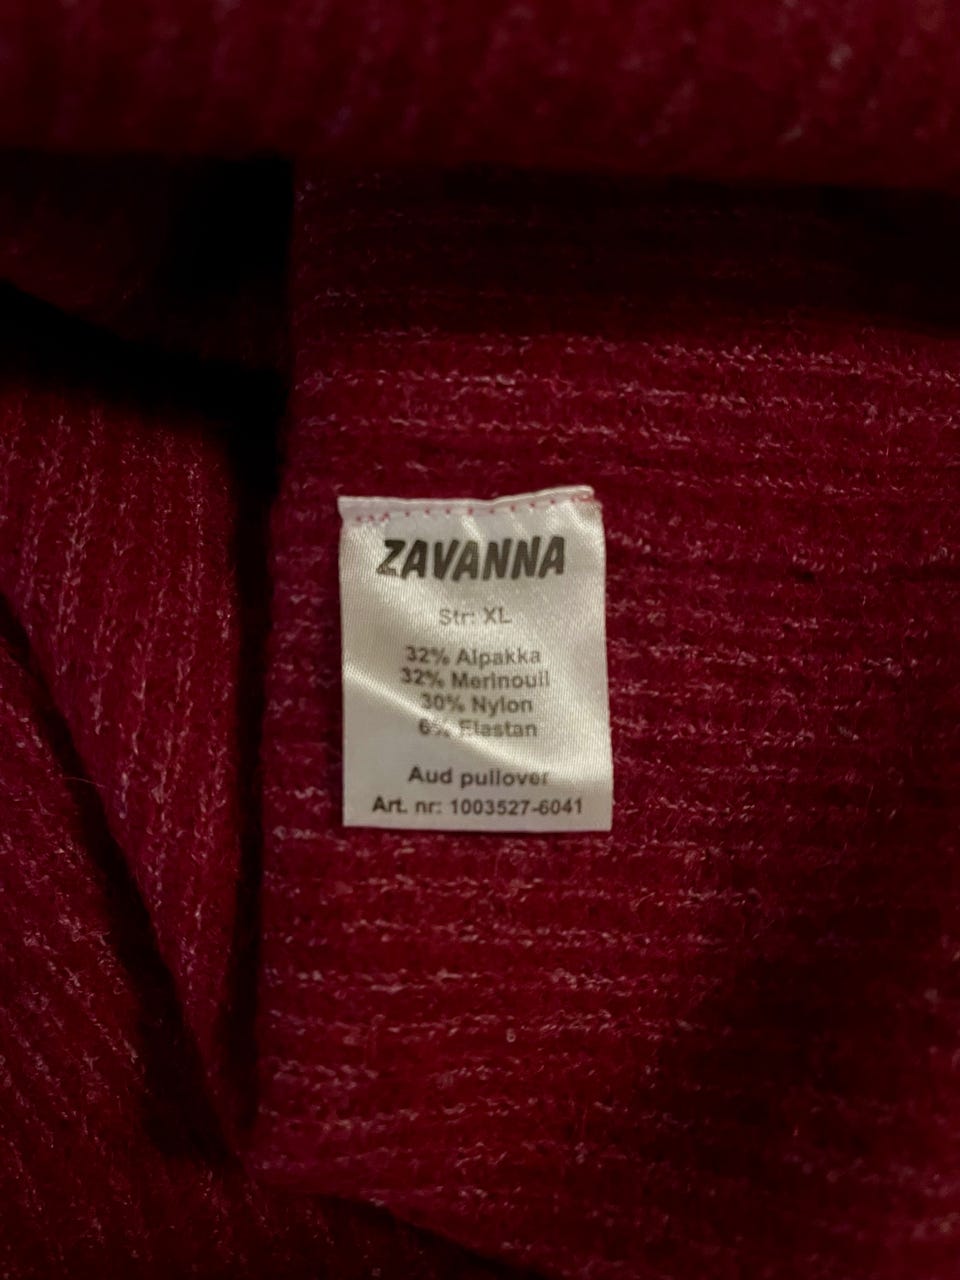 ZAVANNA
Str: XL
32% Alpakka
32% Merinoull
30% Nylon
6% Elastan
Aud pullover
Art. nr: 1003527-6041